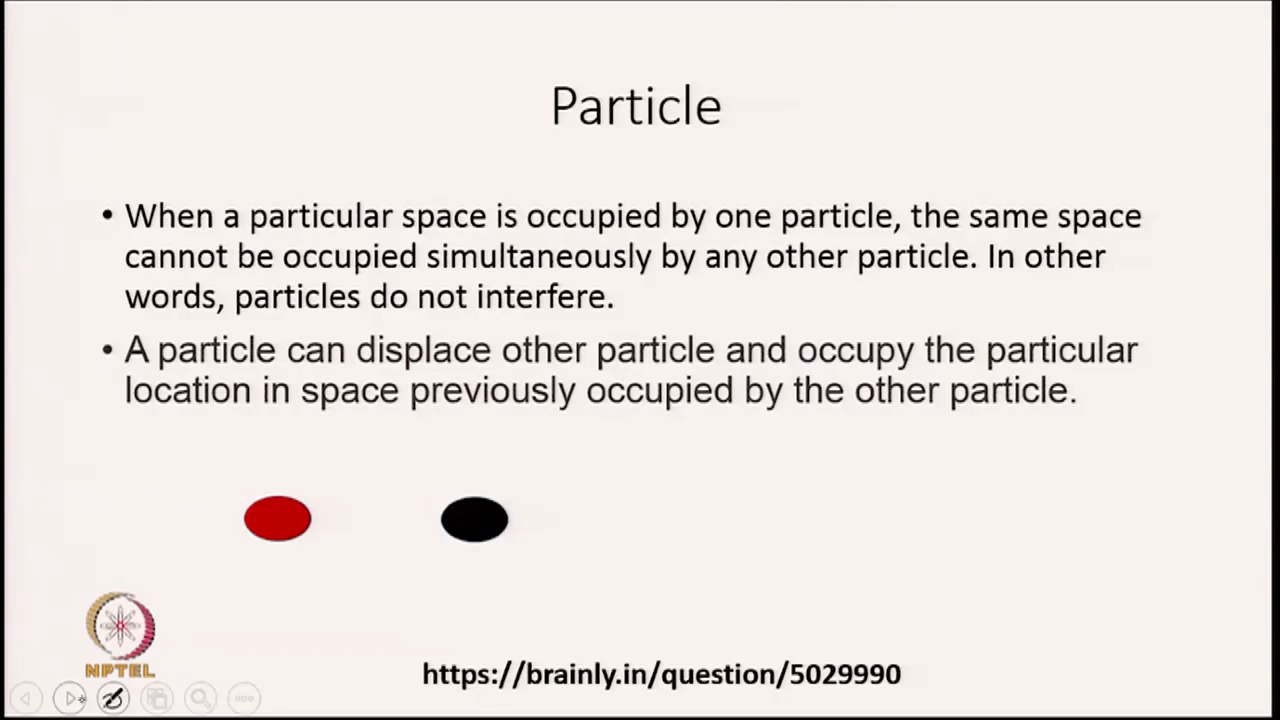 Particle
• When a particular space is occupied by one particle, the same space
cannot be occupied simultaneously by any other particle. In other
words, particles do not interfere.
• A particle can displace other particle and occupy the particular
location in space previously occupied by the other particle.
NPTEL
https://brainly.in/question/5029990